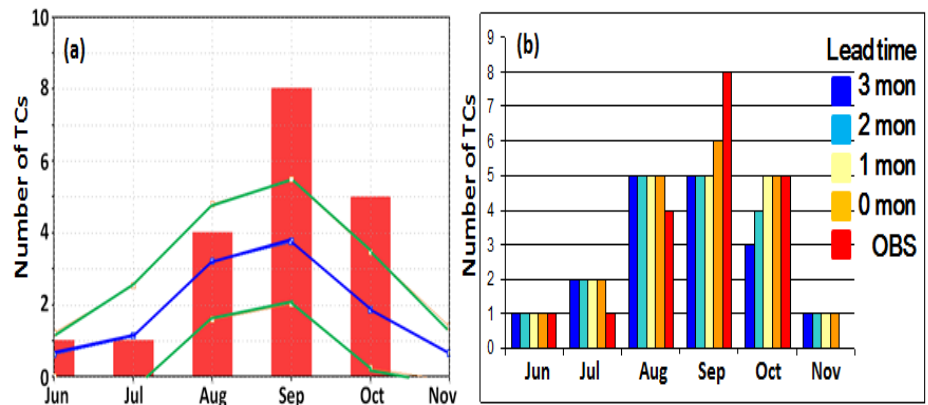 (a)
Number of TCs
10
8
6
4
2
0
Jun Jul Aug Sep Oct Nov
(b)
Number of TCs
9
8
7
6
5
4
3
2
1
0
Jun Jul Aug Sep Oct Nov
Lead time
3 mon
2 mon
1 mon
0 mon
OBS